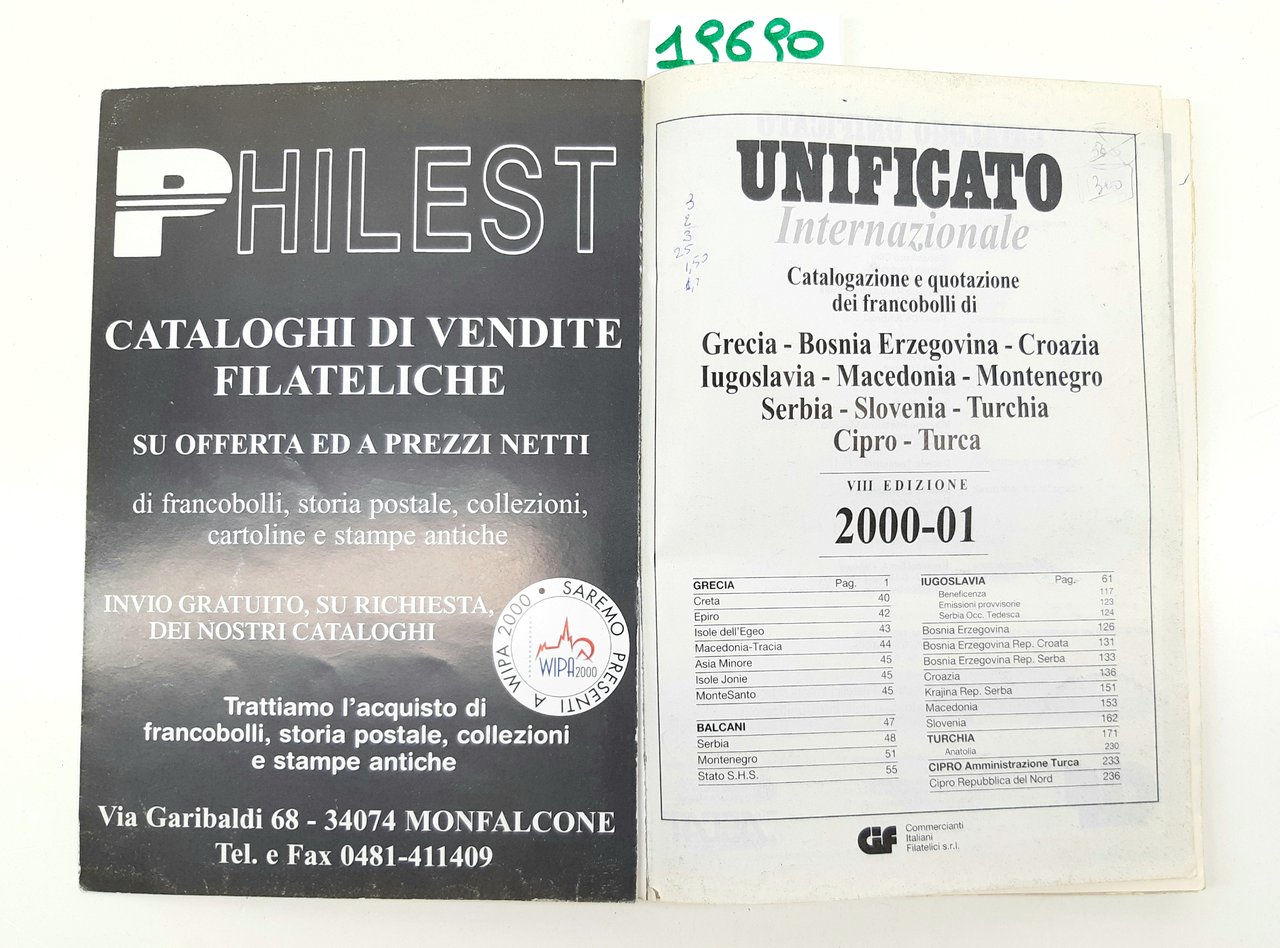 19690
PHILEST
CATALOGHI DI VENDITE
FILATELICHE
SU OFFERTA ED A PREZZI NETTI
di francobolli, storia postale, collezioni,
cartoline e stampe antiche
INVIO GRATUITO, SU RICHIESTA,
DEI NOSTRI CATALOGHI
SAREMO PRESENTI A WIPA 2000
WIPA2000
Trattiamo l'acquisto di
francobolli, storia postale, collezioni
e stampe antiche
Via Garibaldi 68 - 34074 MONFALCONE
Tel. e Fax 0481-411409
UNIFICATO
Internazionale
300
3
3
25
1,50
Catalogazione e quotazione
dei francobolli di
Grecia - Bosnia Erzegovina - Croazia
Iugoslavia - Macedonia - Montenegro
Serbia - Slovenia - Turchia
Cipro - Turca
VIII EDIZIONE
2000-01
GRECIA Pag. 1
Creta 40
Epiro 42
Isole dell'Egeo 43
Macedonia-Tracia 44
Asia Minore 45
Isole Jonie 45
MonteSanto 45
BALCANI 47
Serbia 48
Montenegro 51
Stato S.H.S. 55
IUGOSLAVIA Pag. 61
Beneficenza 117
Emissioni provvisorie 123
Serbia Occ. Tedesca 124
Bosnia Erzegovina 126
Bosnia Erzegovina Rep. Croata 131
Bosnia Erzegovina Rep. Serba 133
Croazia 136
Krajina Rep. Serba 151
Macedonia 153
Slovenia 162
TURCHIA 171
Anatolia 230
CIPRO Amministrazione Turca 233
Cipro Repubblica del Nord 236
CiF
Commercianti
Italiani
Filatelici s.r.l.